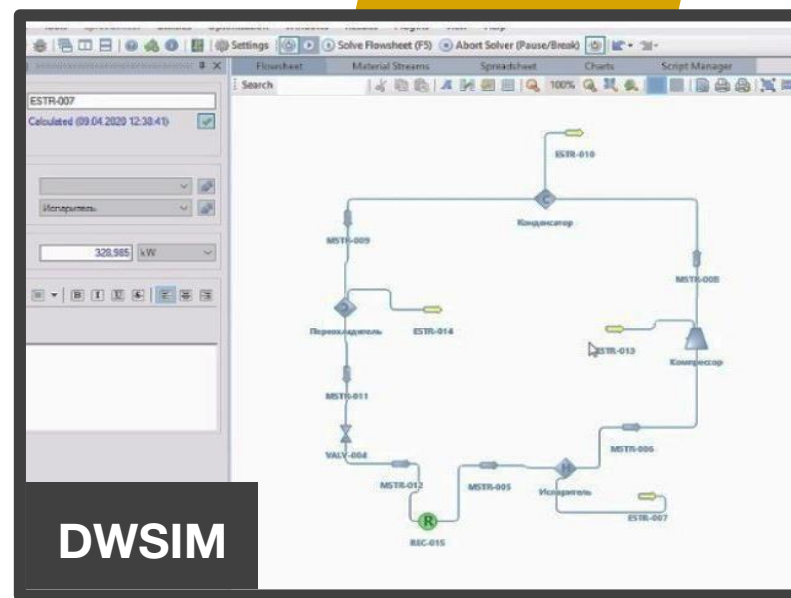 Settings
Solve Flowsheet (F5)
Abort Solver (Pause/Break)
Flowsheet
Material Streams
Spreadsheet
Charts
Script Manager
Search
100%
ESTR-007
Calculated (09.04.2020 12:38:41)
Испаритель
328,985
kW
ESTR-010
Конденсатор
MSTR-009
MSTR-008
Переохладитель
ESTR-014
ESTR-013
Компрессор
MSTR-011
VALV-004
MSTR-006
MSTR-012
MSTR-005
Испаритель
ESTR-007
REC-015
DWSIM